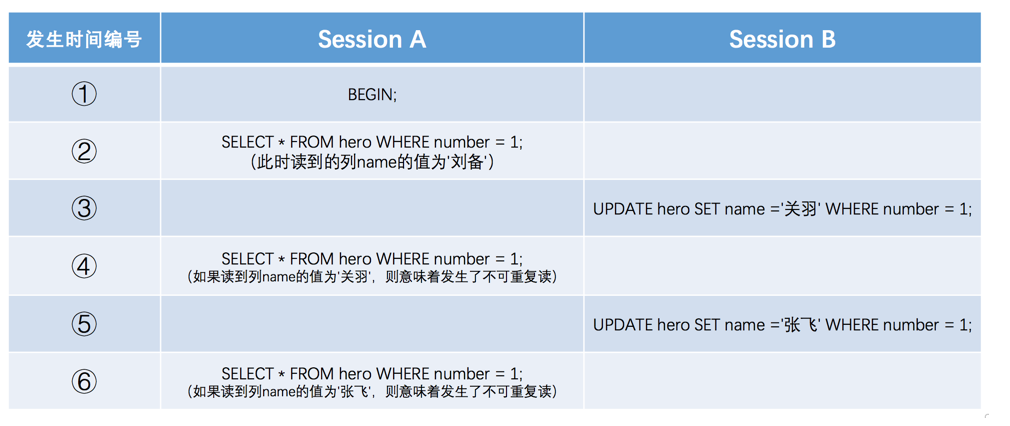 发生时间编号 Session A Session B
① BEGIN;
② SELECT * FROM hero WHERE number = 1;
（此时读到的列name的值为'刘备'）
③ UPDATE hero SET name ='关羽' WHERE number = 1;
④ SELECT * FROM hero WHERE number = 1;
（如果读到列name的值为'关羽'，则意味着发生了不可重复读）
⑤ UPDATE hero SET name ='张飞' WHERE number = 1;
⑥ SELECT * FROM hero WHERE number = 1;
（如果读到列name的值为'张飞'，则意味着发生了不可重复读）